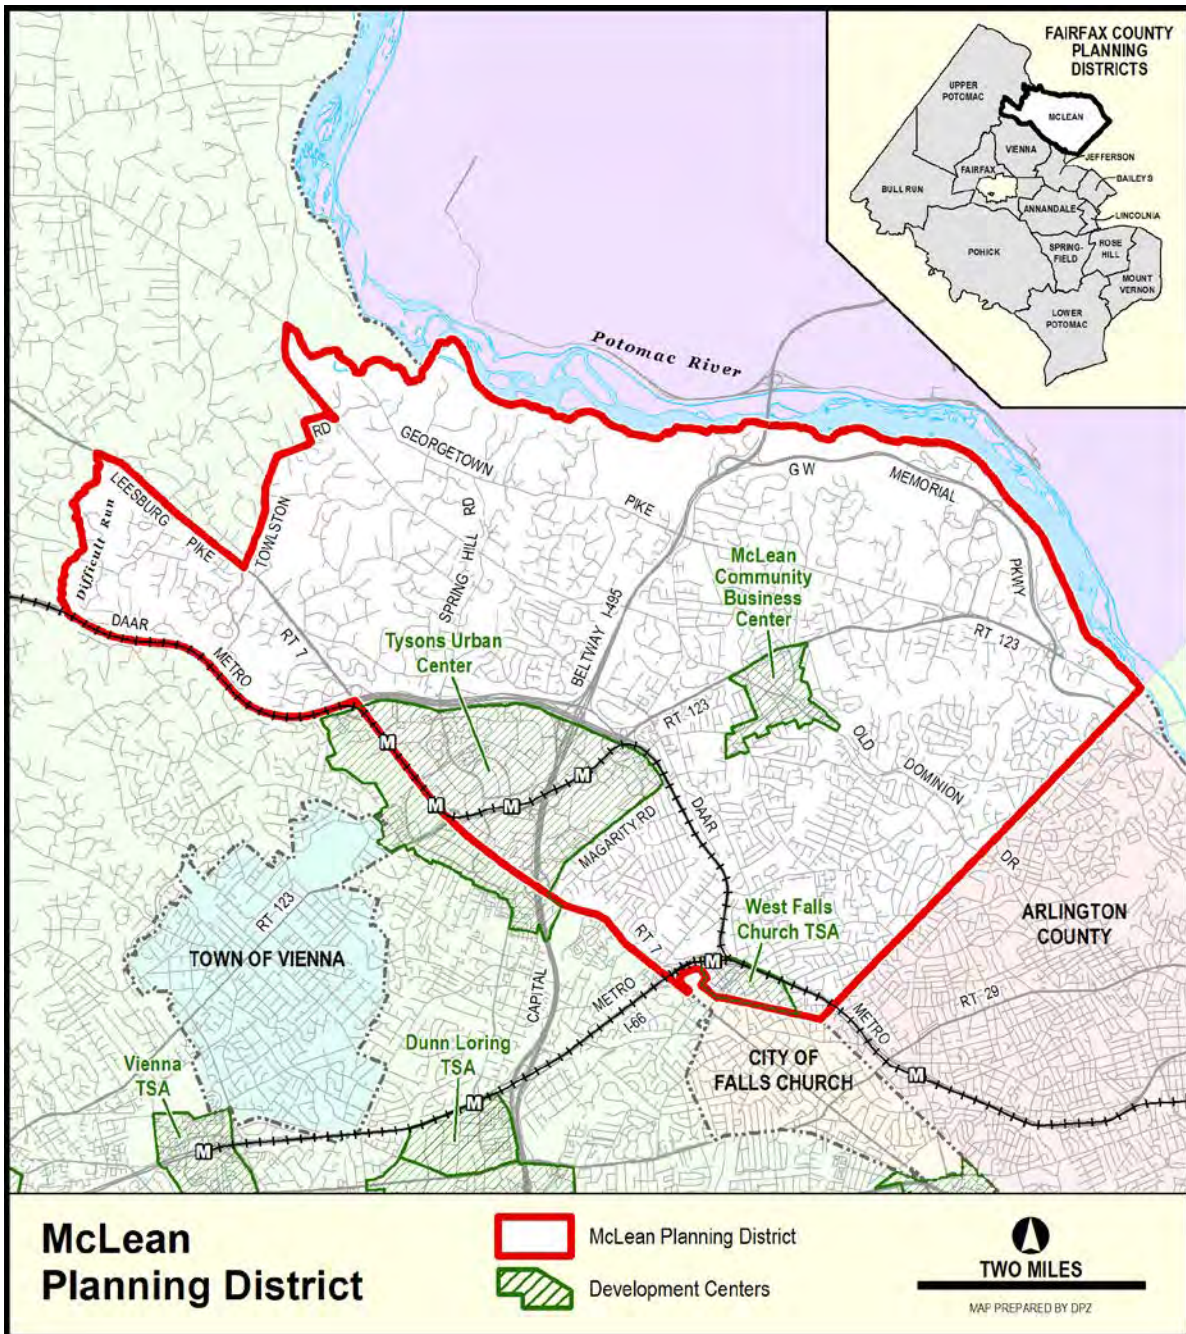 FAIRFAX COUNTY
PLANNING
DISTRICTS
UPPER
POTOMAC
MCLEAN
VIENNA
JEFFERSON
FAIRFAX
BAILEYS
BULL RUN
ANNANDALE
LINCOLNIA
POHICK
SPRING-
FIELD
ROSE
HILL
MOUNT
VERNON
LOWER
POTOMAC
Potomac River
RD
GEORGETOWN
PIKE
G W
MEMORIAL
PKWY
LEESBURG
PIKE
Difficult Run
TOWLSTON
SPRING HILL RD
DAAR
METRO
RT 7
BELTWAY I-495
McLean
Community
Business
Center
RT 123
Tysons Urban
Center
RT 123
OLD
DOMINION
DR
M
M
M
M
DAAR
MAGARITY RD
RT 123
TOWN OF VIENNA
West Falls
Church TSA
ARLINGTON
COUNTY
RT 7
M
METRO
I-66
CAPITAL
RT 29
METRO
CITY OF
FALLS CHURCH
M
Dunn Loring
TSA
M
Vienna
TSA
M
McLean
Planning District
McLean Planning District
Development Centers
TWO MILES
MAP PREPARED BY DPZ